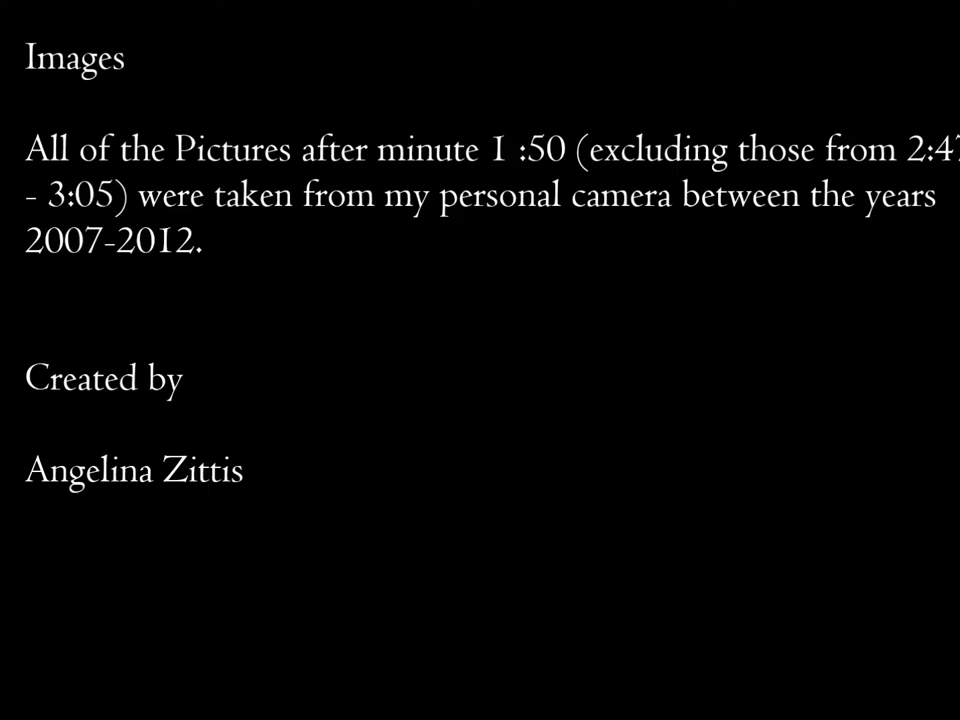 Images
All of the Pictures after minute 1 :50 (excluding those from 2:47
- 3:05) were taken from my personal camera between the years
2007-2012.
Created by
Angelina Zittis